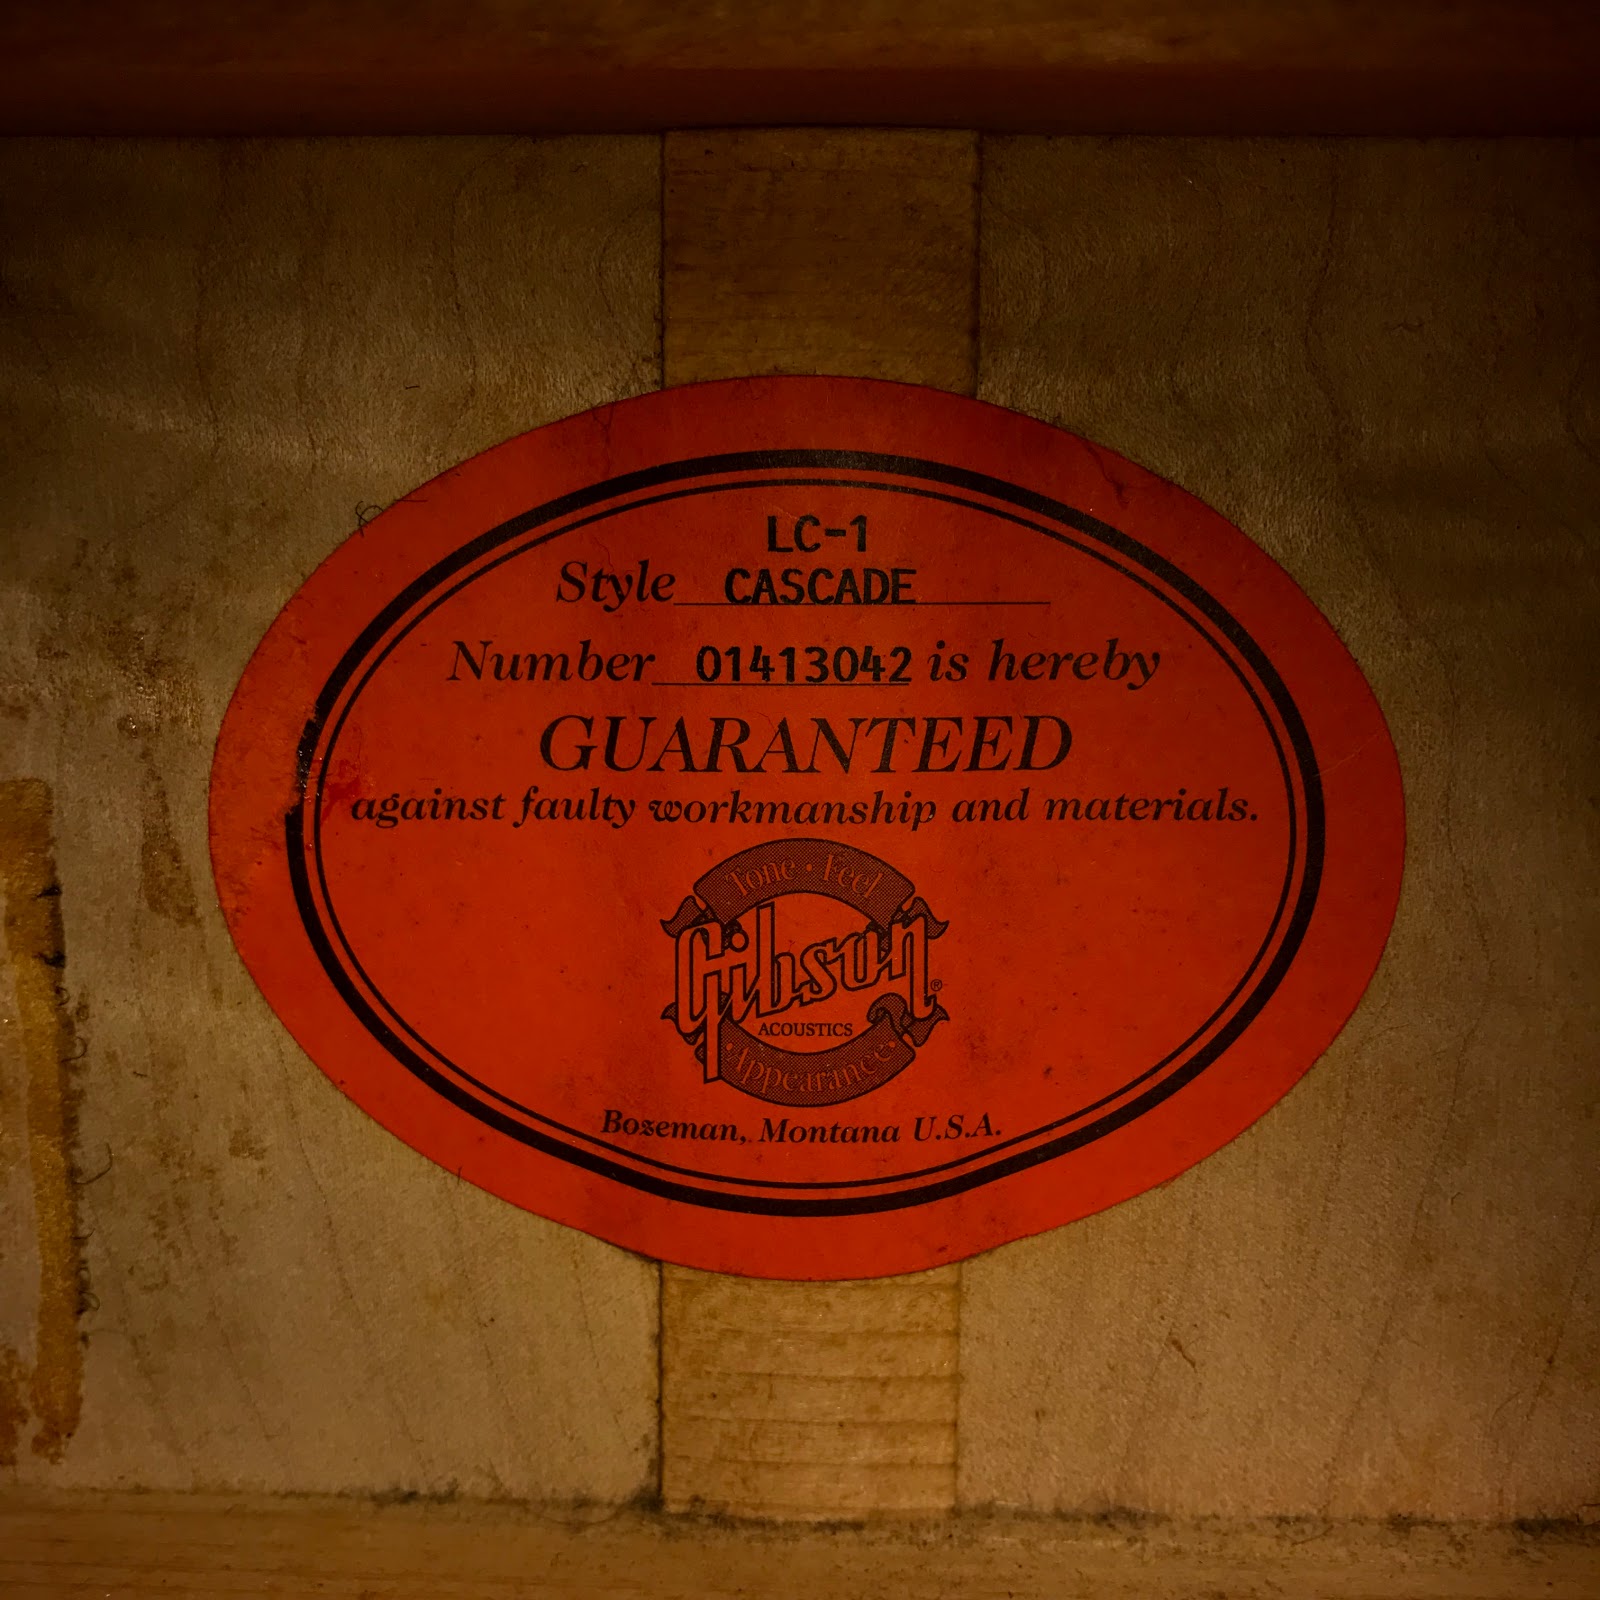 LC-1
Style CASCADE
Number 01413042 is hereby
GUARANTEED
against faulty workmanship and materials.
Tone • Feel
Gibson ®
ACOUSTICS
• Appearance •
Bozeman, Montana U.S.A.